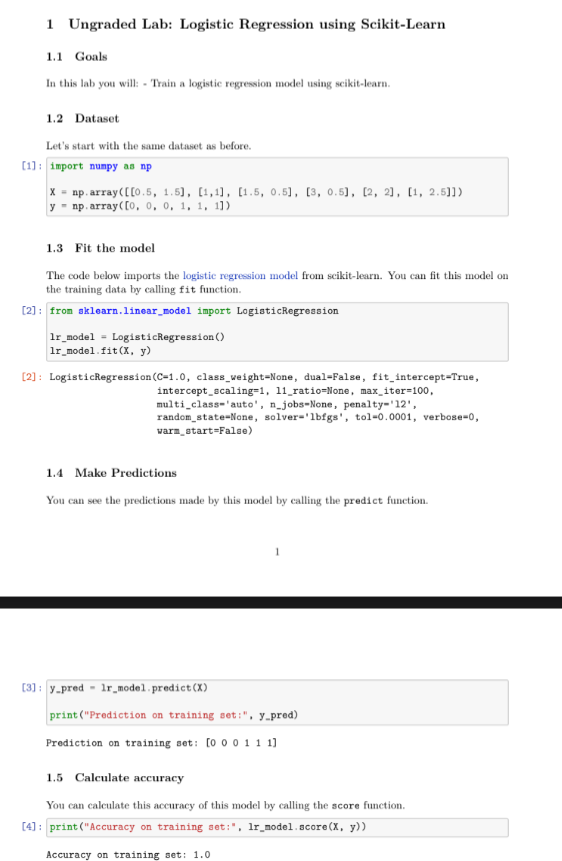 1 Ungraded Lab: Logistic Regression using Scikit-Learn
1.1 Goals
In this lab you will: - Train a logistic regression model using scikit-learn.
1.2 Dataset
Let's start with the same dataset as before.
[1]: import numpy as np
X = np.array([[0.5, 1.5], [1,1], [1.5, 0.5], [3, 0.5], [2, 2], [1, 2.5]])
y = np.array([0, 0, 0, 1, 1, 1])
1.3 Fit the model
The code below imports the logistic regression model from scikit-learn. You can fit this model on
the training data by calling fit function.
[2]: from sklearn.linear_model import LogisticRegression
lr_model = LogisticRegression()
lr_model.fit(X, y)
[2]: LogisticRegression(C=1.0, class_weight=None, dual=False, fit_intercept=True,
intercept_scaling=1, l1_ratio=None, max_iter=100,
multi_class='auto', n_jobs=None, penalty='l2',
random_state=None, solver='lbfgs', tol=0.0001, verbose=0,
warm_start=False)
1.4 Make Predictions
You can see the predictions made by this model by calling the predict function.
1
[3]: y_pred = lr_model.predict(X)
print("Prediction on training set:", y_pred)
Prediction on training set: [0 0 0 1 1 1]
1.5 Calculate accuracy
You can calculate this accuracy of this model by calling the score function.
[4]: print("Accuracy on training set:", lr_model.score(X, y))
Accuracy on training set: 1.0